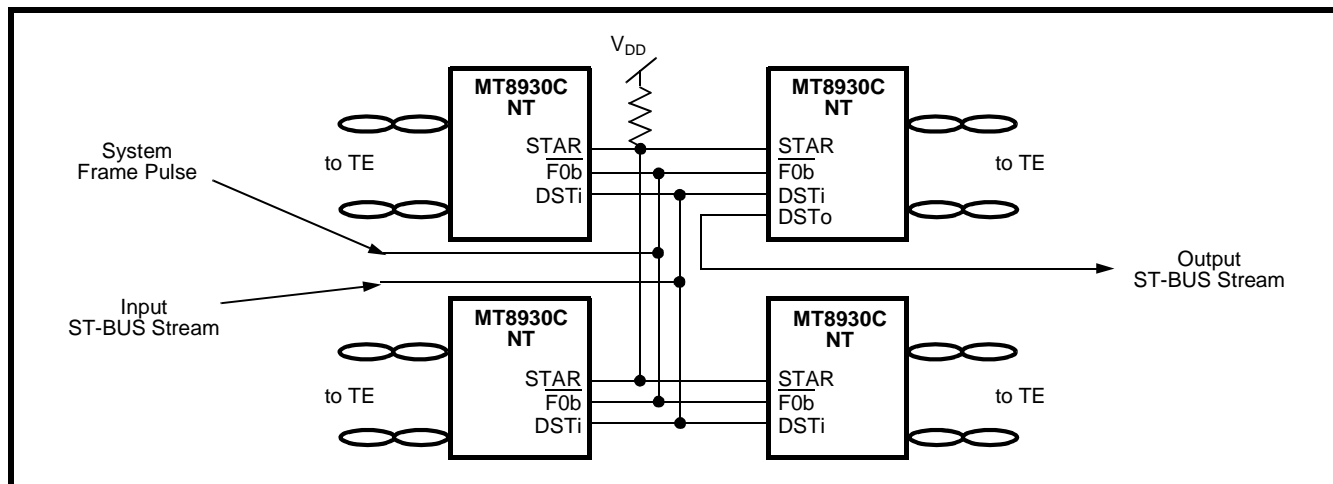 V_DD
MT8930C
NT
MT8930C
NT
System
Frame Pulse
to TE
STAR
F0b
DSTi
STAR
F0b
DSTi
DSTo
to TE
Input
ST-BUS Stream
Output
ST-BUS Stream
MT8930C
NT
MT8930C
NT
to TE
STAR
F0b
DSTi
STAR
F0b
DSTi
to TE